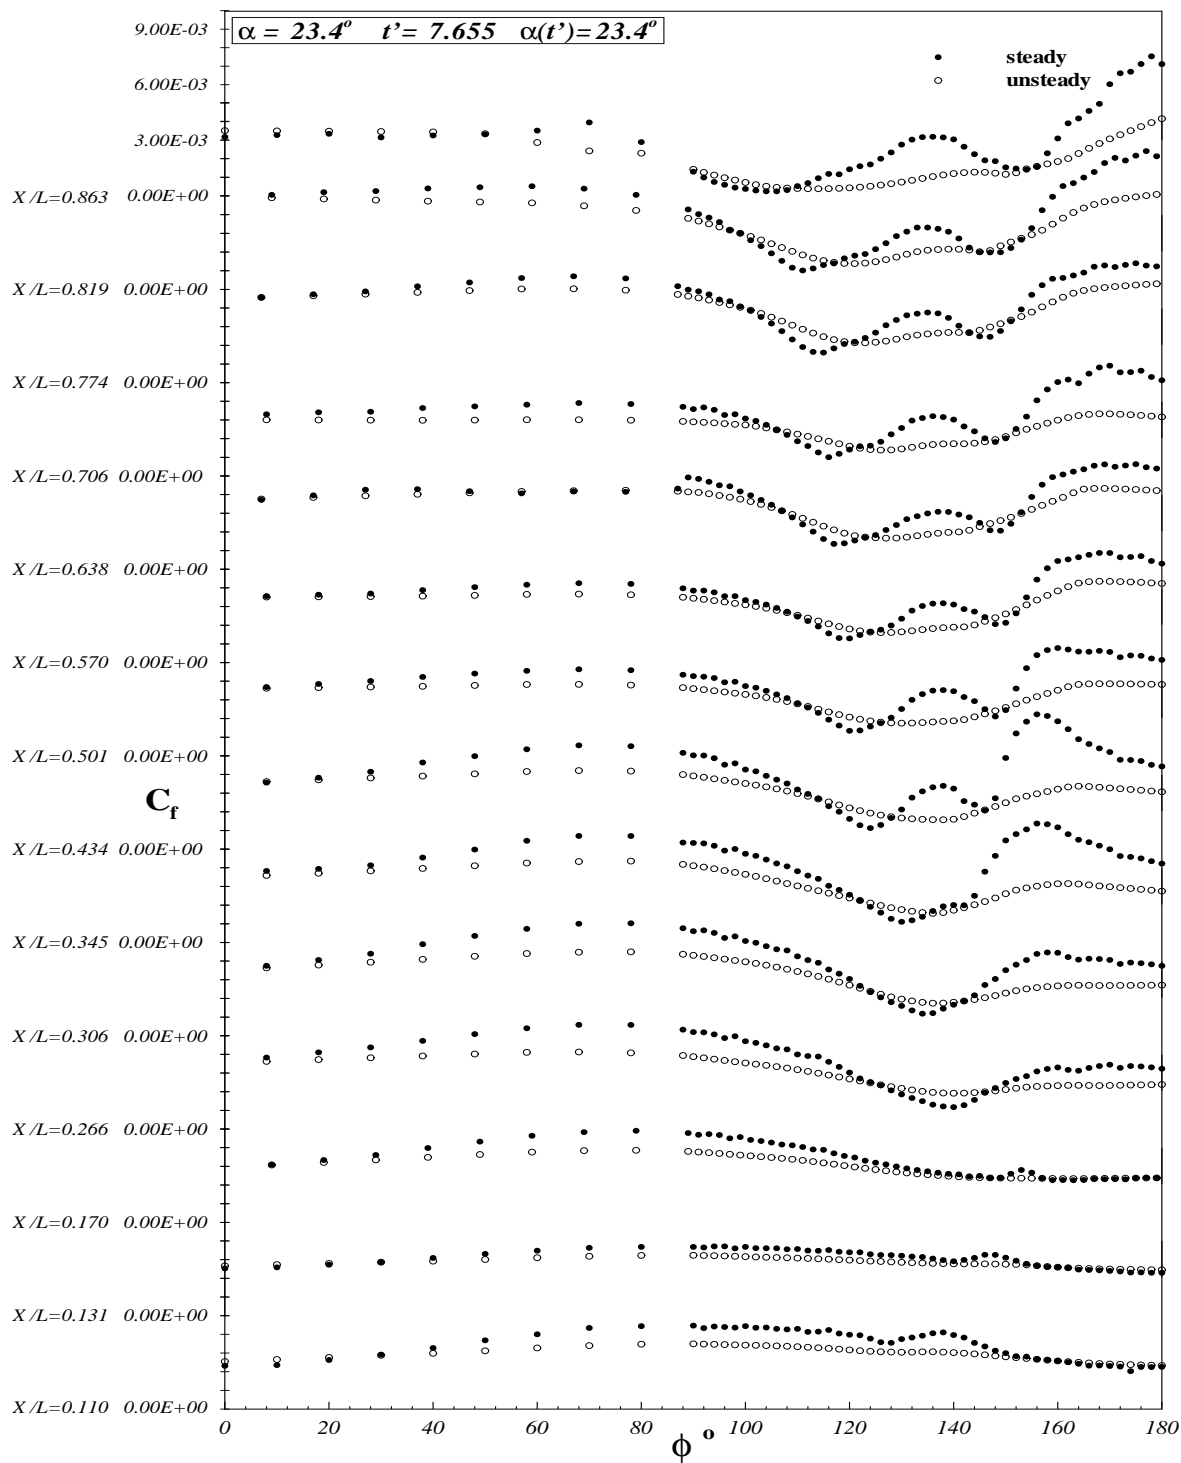 9.00E-03
α = 23.4° t' = 7.655 α(t')=23.4°
steady
6.00E-03
unsteady
3.00E-03
X/L=0.863 0.00E+00
X/L=0.819 0.00E+00
X/L=0.774 0.00E+00
X/L=0.706 0.00E+00
X/L=0.638 0.00E+00
X/L=0.570 0.00E+00
X/L=0.501 0.00E+00
Cf
X/L=0.434 0.00E+00
X/L=0.345 0.00E+00
X/L=0.306 0.00E+00
X/L=0.266 0.00E+00
X/L=0.170 0.00E+00
X/L=0.131 0.00E+00
X/L=0.110 0.00E+00
0 20 40 60 80 100 120 140 160 180
ϕ °